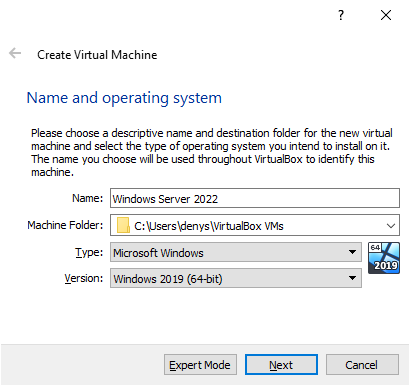 ?
Create Virtual Machine
Name and operating system
Please choose a descriptive name and destination folder for the new virtual
machine and select the type of operating system you intend to install on it.
The name you choose will be used throughout VirtualBox to identify this
machine.
Name: Windows Server 2022
Machine Folder: C:\Users\denys\VirtualBox VMs
Type: Microsoft Windows
64
2019
Version: Windows 2019 (64-bit)
Expert Mode Next Cancel